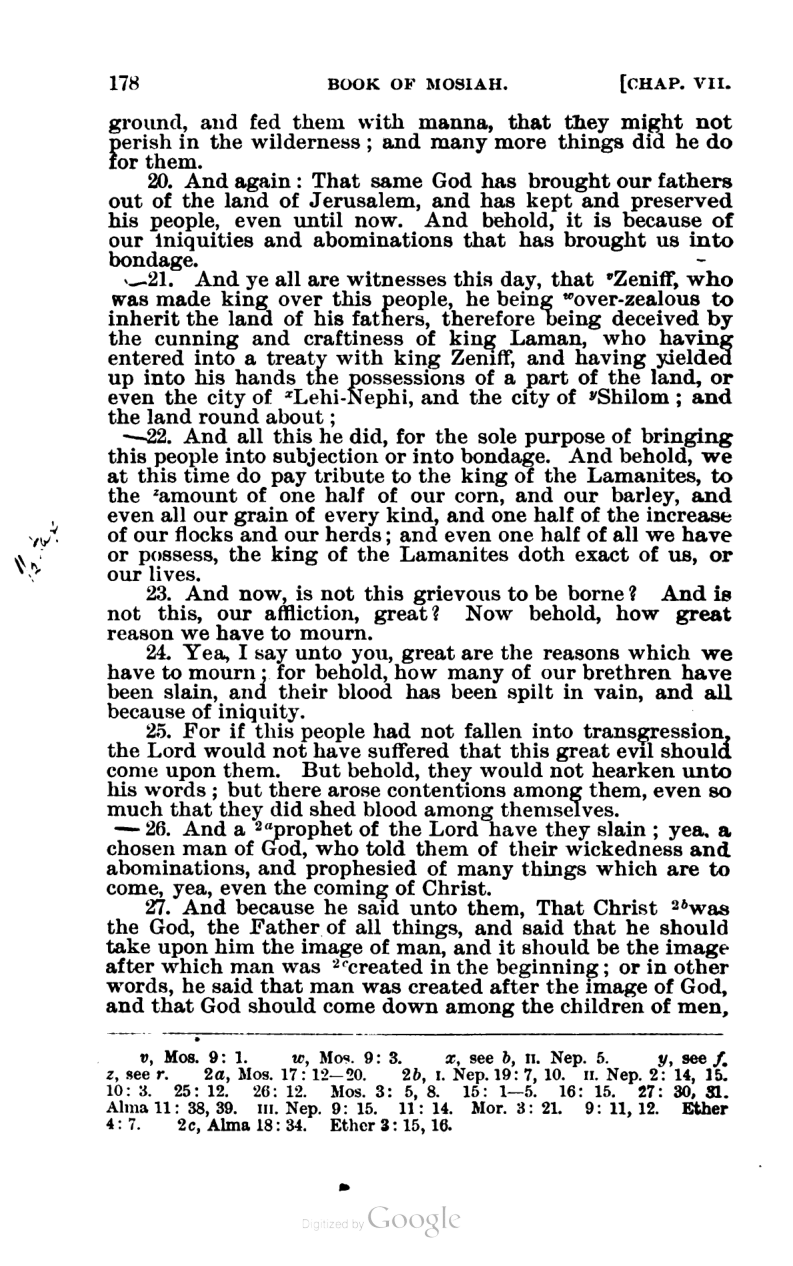 178 BOOK OF MOSIAH. [CHAP. VII.
ground, and fed them with manna, that they might not
perish in the wilderness; and many more things did he do
for them.
20. And again: That same God has brought our fathers
out of the land of Jerusalem, and has kept and preserved
his people, even until now. And behold, it is because of
our iniquities and abominations that has brought us into
bondage.
—21. And ye all are witnesses this day, that ᵛZeniff, who
was made king over this people, he being ʷover-zealous to
inherit the land of his fathers, therefore being deceived by
the cunning and craftiness of king Laman, who having
entered into a treaty with king Zeniff, and having yielded
up into his hands the possessions of a part of the land, or
even the city of ˣLehi-Nephi, and the city of ʸShilom; and
the land round about;
—22. And all this he did, for the sole purpose of bringing
this people into subjection or into bondage. And behold, we
at this time do pay tribute to the king of the Lamanites, to
the ᶻamount of one half of our corn, and our barley, and
even all our grain of every kind, and one half of the increase
of our flocks and our herds; and even one half of all we have
or possess, the king of the Lamanites doth exact of us, or
our lives.
23. And now, is not this grievous to be borne? And is
not this, our affliction, great? Now behold, how great
reason we have to mourn.
24. Yea, I say unto you, great are the reasons which we
have to mourn; for behold, how many of our brethren have
been slain, and their blood has been spilt in vain, and all
because of iniquity.
25. For if this people had not fallen into transgression,
the Lord would not have suffered that this great evil should
come upon them. But behold, they would not hearken unto
his words; but there arose contentions among them, even so
much that they did shed blood among themselves.
— 26. And a ²ᵃprophet of the Lord have they slain; yea, a
chosen man of God, who told them of their wickedness and
abominations, and prophesied of many things which are to
come, yea, even the coming of Christ.
27. And because he said unto them, That Christ ²ᵇwas
the God, the Father of all things, and said that he should
take upon him the image of man, and it should be the image
after which man was ²ᶜcreated in the beginning; or in other
words, he said that man was created after the image of God,
and that God should come down among the children of men,
v, Mos. 9: 1. w, Mos. 9: 3. x, see b, II. Nep. 5. y, see f.
z, see r. 2a, Mos. 17: 12—20. 2b, I. Nep. 19: 7, 10. II. Nep. 2: 14, 15.
10: 3. 25: 12. 26: 12. Mos. 3: 5, 8. 15: 1—5. 16: 15. 27: 30, 31.
Alma 11: 38, 39. III. Nep. 9: 15. 11: 14. Mor. 3: 21. 9: 11, 12. Ether
4: 7. 2c, Alma 18: 34. Ether 3: 15, 16.
Digitized by Google